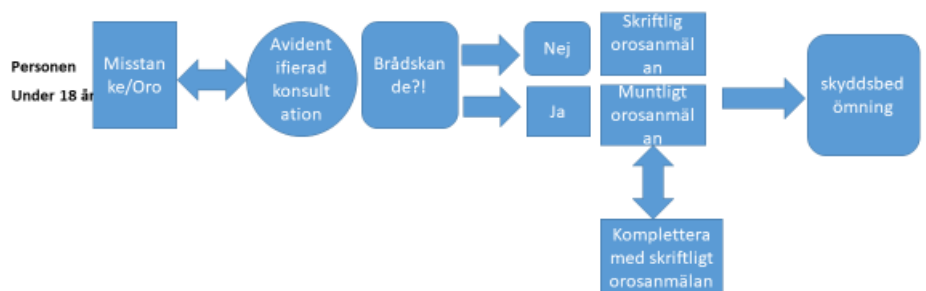 Personen
Under 18 år
Misstan
ke/Oro
Avident
ifierad
konsult
ation
Brådskan
de?!
Nej
Ja
Skriftlig
orosanmäl
an
Muntligt
orosanmäl
an
Komplettera
med skriftligt
orosanmälan
skyddsbed
ömning